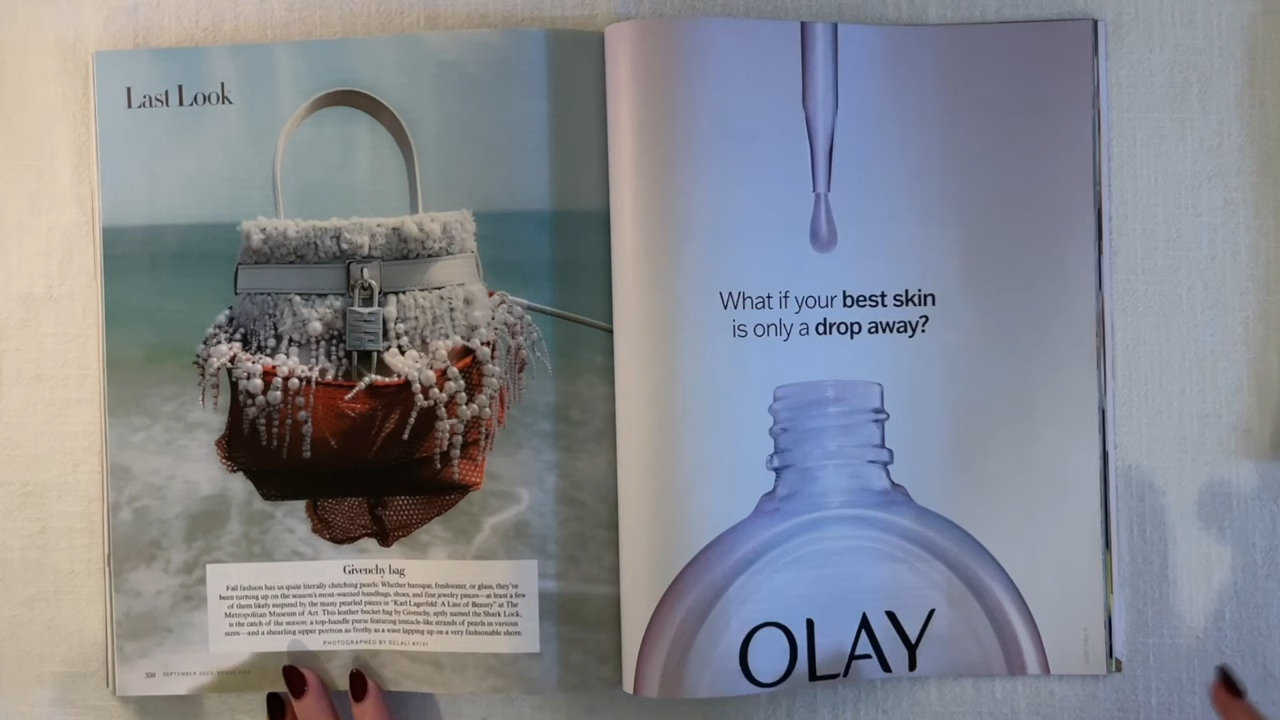 Last Look
Givenchy bag
Fall fashion has us quite literally clutching pearls: Whether baroque, freshwater, or glass, they've
been turning up on the season's most-wanted handbags, shoes, and fine jewelry pieces—at least a few
of them likely inspired by the many pearled pieces in "Karl Lagerfeld: A Line of Beauty" at The
Metropolitan Museum of Art. This leather bucket bag by Givenchy, aptly named the Shark Lock,
is the catch of the season: a top-handle purse featuring tentacle-like strands of pearls in various
sizes—and a shearling upper portion as frothy as a wave lapping up on a very fashionable shore.
PHOTOGRAPHED BY DELALI AYIVI
350 SEPTEMBER 2023 VOGUE.COM
What if your best skin
is only a drop away?
OLAY